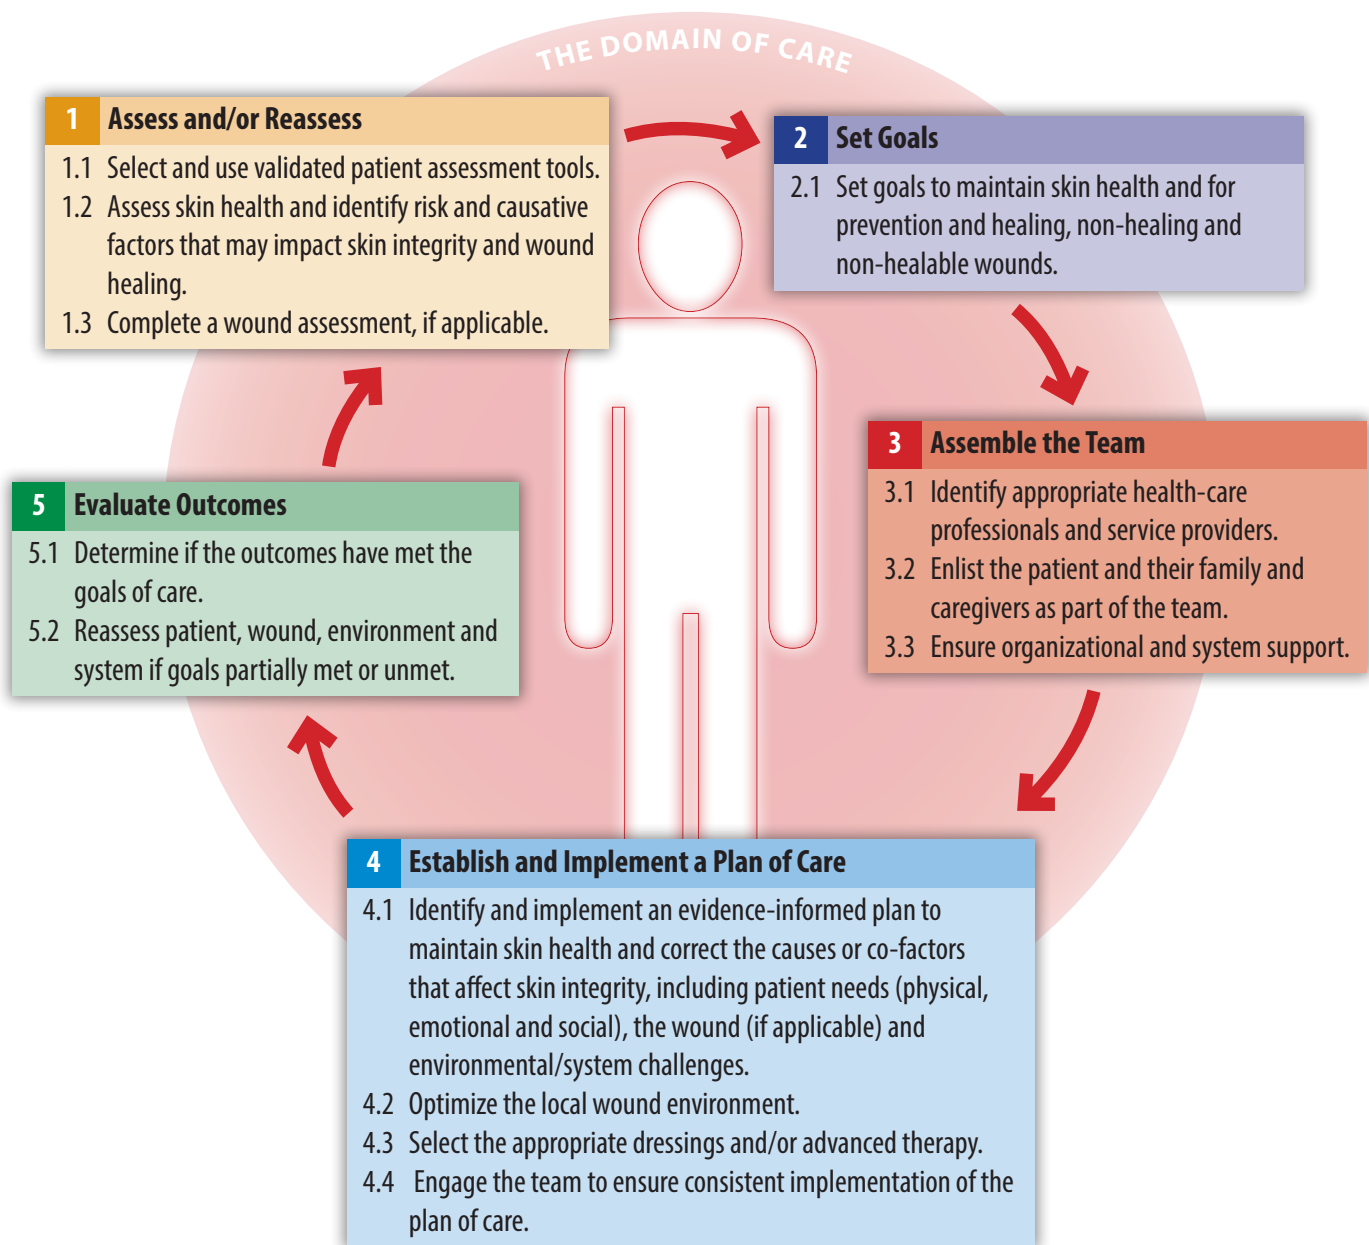 THE DOMAIN OF CARE
1 Assess and/or Reassess
1.1 Select and use validated patient assessment tools.
1.2 Assess skin health and identify risk and causative
factors that may impact skin integrity and wound
healing.
1.3 Complete a wound assessment, if applicable.
2 Set Goals
2.1 Set goals to maintain skin health and for
prevention and healing, non-healing and
non-healable wounds.
3 Assemble the Team
3.1 Identify appropriate health-care
professionals and service providers.
3.2 Enlist the patient and their family and
caregivers as part of the team.
3.3 Ensure organizational and system support.
4 Establish and Implement a Plan of Care
4.1 Identify and implement an evidence-informed plan to
maintain skin health and correct the causes or co-factors
that affect skin integrity, including patient needs (physical,
emotional and social), the wound (if applicable) and
environmental/system challenges.
4.2 Optimize the local wound environment.
4.3 Select the appropriate dressings and/or advanced therapy.
4.4 Engage the team to ensure consistent implementation of the
plan of care.
5 Evaluate Outcomes
5.1 Determine if the outcomes have met the
goals of care.
5.2 Reassess patient, wound, environment and
system if goals partially met or unmet.